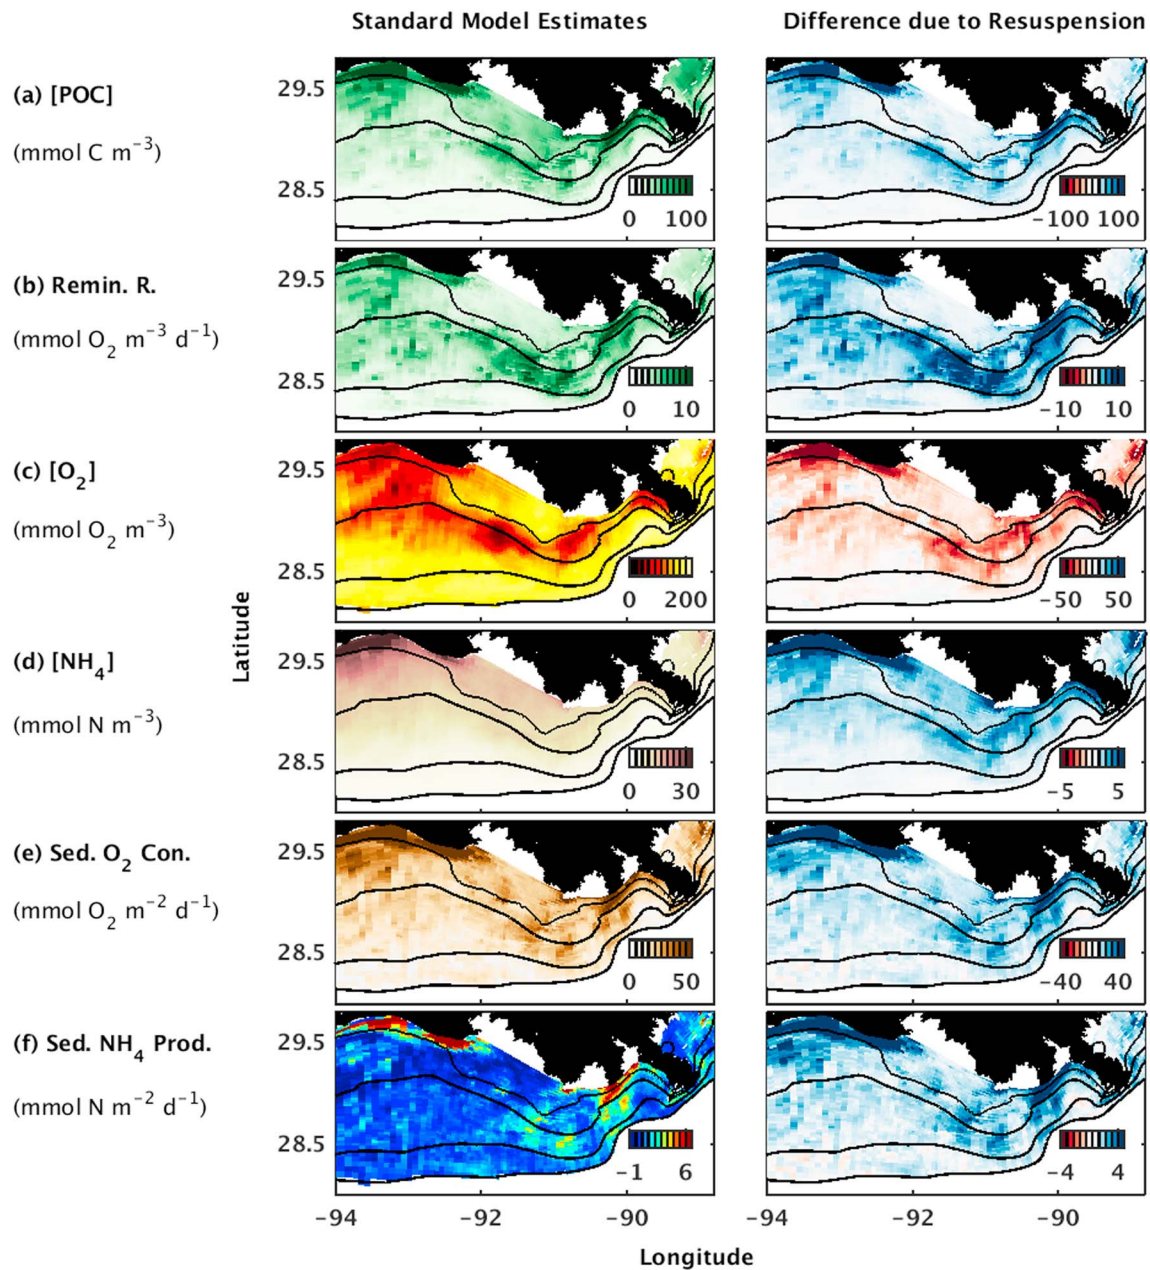 Standard Model Estimates Difference due to Resuspension
(a) [POC]
(mmol C m⁻³)
29.5
28.5
0 100
−100 100
(b) Remin. R.
(mmol O₂ m⁻³ d⁻¹)
29.5
28.5
0 10
−10 10
(c) [O₂]
(mmol O₂ m⁻³)
29.5
28.5
0 200
−50 50
Latitude
(d) [NH₄]
(mmol N m⁻³)
29.5
28.5
0 30
−5 5
(e) Sed. O₂ Con.
(mmol O₂ m⁻² d⁻¹)
29.5
28.5
0 50
−40 40
(f) Sed. NH₄ Prod.
(mmol N m⁻² d⁻¹)
29.5
28.5
−1 6
−4 4
−94 −92 −90 −94 −92 −90
Longitude